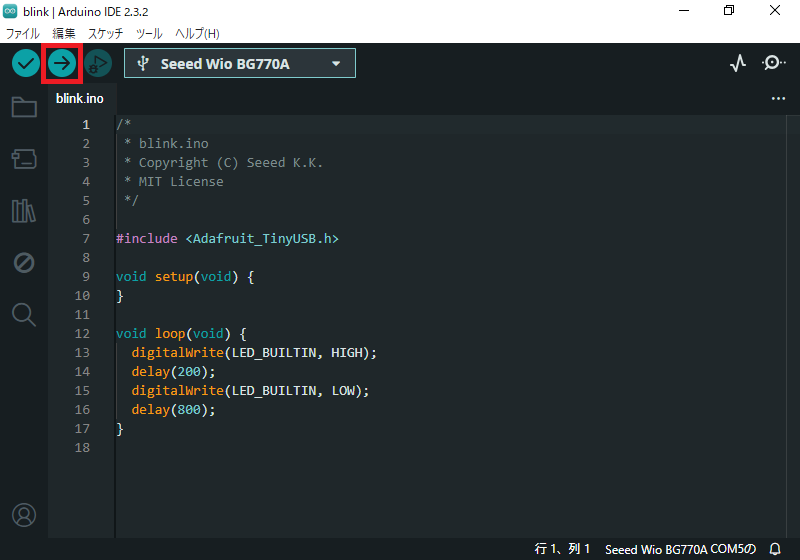 blink | Arduino IDE 2.3.2
ファイル 編集 スケッチ ツール ヘルプ(H)
Seeed Wio BG770A
blink.ino
1 /*
2  * blink.ino
3  * Copyright (C) Seeed K.K.
4  * MIT License
5  */
6
7 #include <Adafruit_TinyUSB.h>
8
9 void setup(void) {
10 }
11
12 void loop(void) {
13   digitalWrite(LED_BUILTIN, HIGH);
14   delay(200);
15   digitalWrite(LED_BUILTIN, LOW);
16   delay(800);
17 }
18
行 1、列 1 Seeed Wio BG770A COM5の